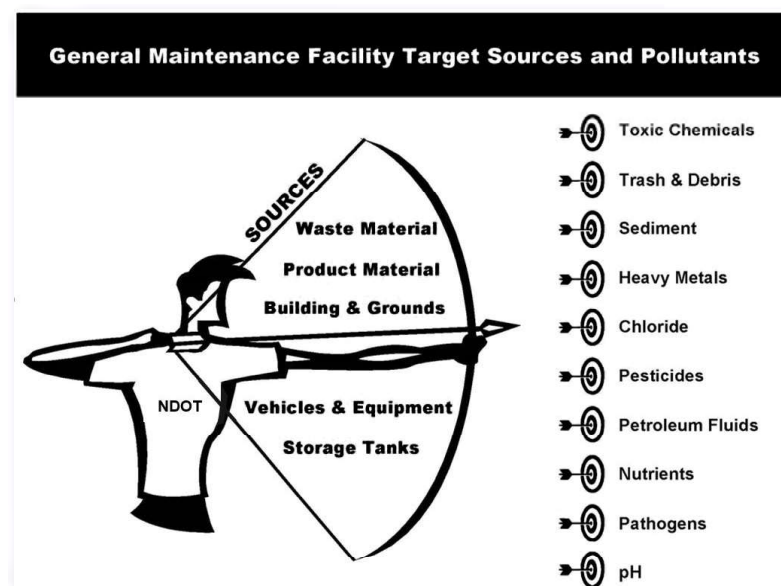 General Maintenance Facility Target Sources and Pollutants
SOURCES
Waste Material
Product Material
Building & Grounds
NDOT
Vehicles & Equipment
Storage Tanks
Toxic Chemicals
Trash & Debris
Sediment
Heavy Metals
Chloride
Pesticides
Petroleum Fluids
Nutrients
Pathogens
pH